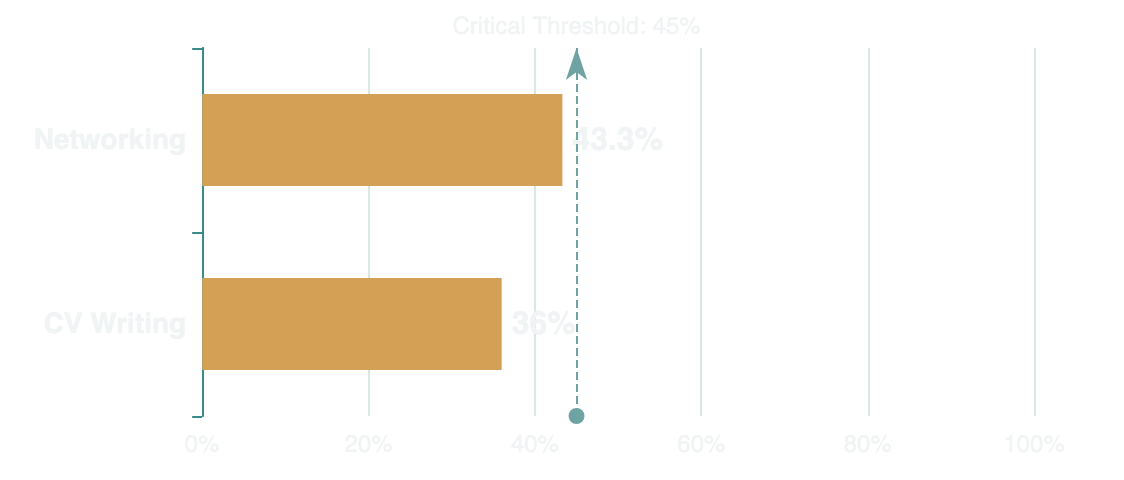 Critical Threshold: 45%
Networking
43.3%
CV Writing
36%
0%
20%
40%
60%
80%
100%